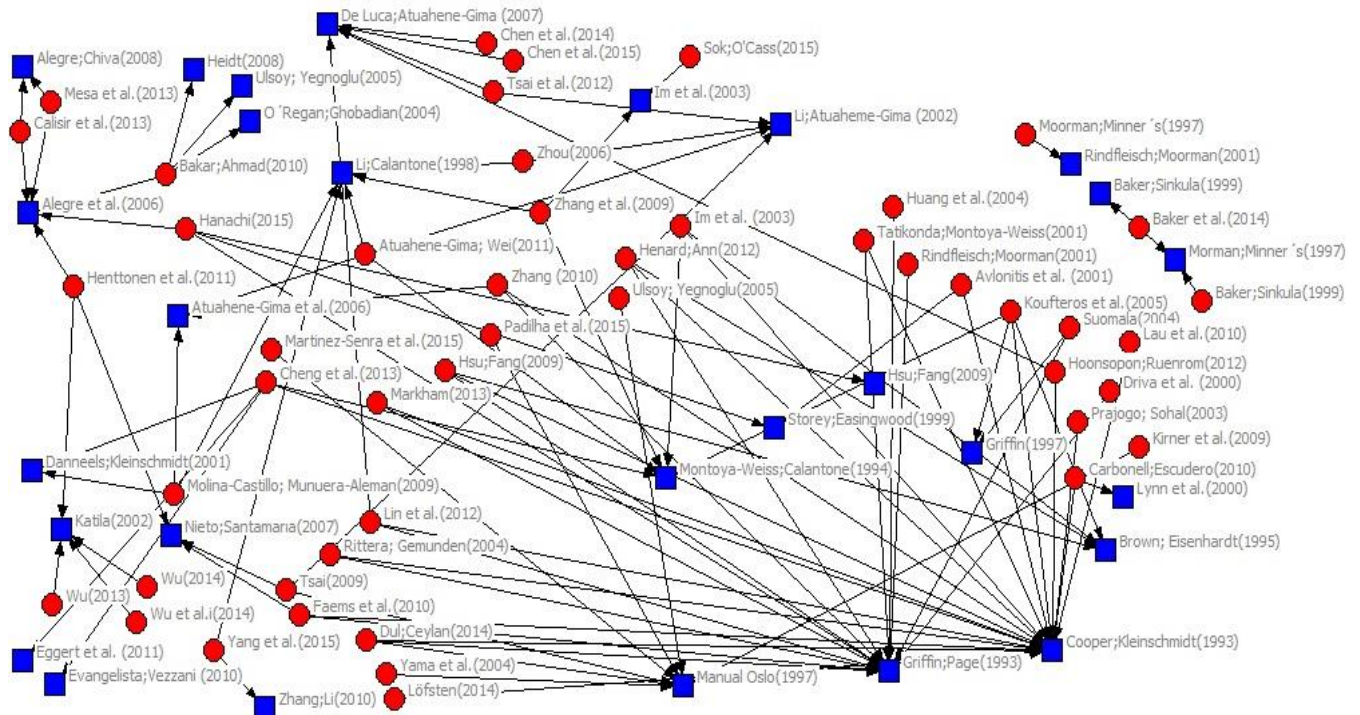 De Luca;Atuahene-Gima (2007)
Chen et al.(2014)
Chen et al.(2015)
Sok;O'Cass(2015)
Alegre;Chiva(2008)
Heidt(2008)
Ulsoy; Yegnoglu(2005)
Tsai et al.(2012)
Im et al.(2003)
Mesa et al.(2013)
O ´Regan;Ghobadian(2004)
Li;Atuaheme-Gima (2002)
Calisir et al.(2013)
Moorman;Minner ´s(1997)
Bakar;Ahmad(2010)
Li;Calantone(1998)
Zhou(2006)
Rindfleisch;Moorman(2001)
Baker;Sinkula(1999)
Alegre et al.(2006)
Hanachi(2015)
Zhang et al.(2009)
Im et al. (2003)
Huang et al.(2004)
Baker et al.(2014)
Tatikonda;Montoya-Weiss(2001)
Atuahene-Gima; Wei(2011)
Henard;Ann(2012)
Rindfleisch;Moorman(2001)
Morman;Minner ´s(1997)
Henttonen et al.(2011)
Zhang (2010)
Avlonitis et al.(2001)
Ulsoy; Yegnoglu(2005)
Baker;Sinkula(1999)
Atuahene-Gima et al.(2006)
Koufteros et al.(2005)
Suomala(2004)
Padilha et al.(2015)
Lau et al.(2010)
Martinez-Senra et al.(2015)
Hsu;Fang(2009)
Hoonsopon;Ruenrom(2012)
Cheng et al.(2013)
Hsu;Fang(2009)
Driva et al. (2000)
Markham(2013)
Storey;Easingwood(1999)
Prajogo; Sohal(2003)
Griffin(1997)
Kirner et al.(2009)
Danneels;Kleinschmidt(2001)
Montoya-Weiss;Calantone(1994)
Carbonell;Escudero(2010)
Molina-Castillo; Munuera-Aleman(2009)
Lynn et al.(2000)
Katila(2002)
Nieto;Santamaria(2007)
Lin et al.(2012)
Brown; Eisenhardt(1995)
Rittera; Gemunden(2004)
Wu(2014)
Tsai(2009)
Wu(2013)
Wu et al.i(2014)
Faems et al.(2010)
Yang et al.(2015)
Dul;Ceylan(2014)
Cooper;Kleinschmidt(1993)
Eggert et al. (2011)
Yama et al.(2004)
Griffin;Page(1993)
Evangelista;Vezzani (2010)
Manual Oslo(1997)
Zhang;Li(2010)
Löfsten(2014)